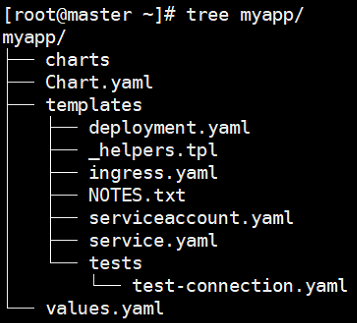 [root@master ~]# tree myapp/
myapp/
├── charts
├── Chart.yaml
├── templates
│   ├── deployment.yaml
│   ├── _helpers.tpl
│   ├── ingress.yaml
│   ├── NOTES.txt
│   ├── serviceaccount.yaml
│   ├── service.yaml
│   └── tests
│       └── test-connection.yaml
└── values.yaml